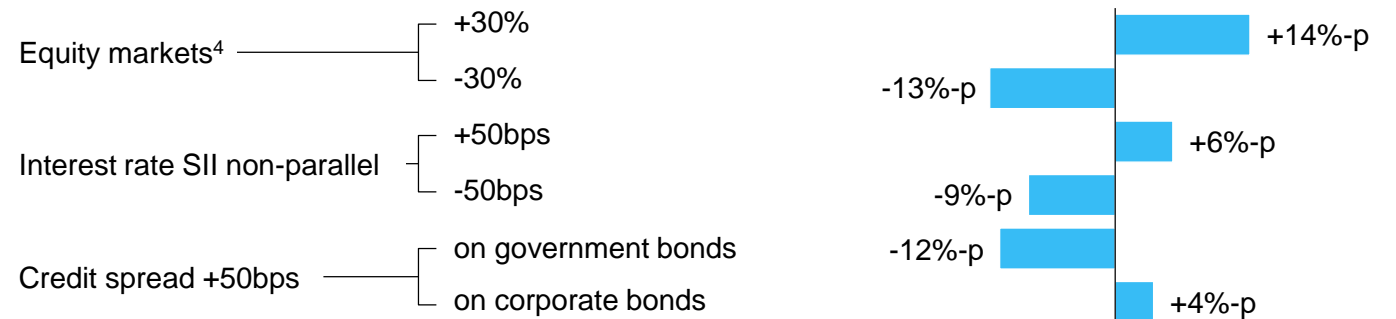 +30%
+14%-p
Equity markets4
-30%
-13%-p
+50bps
+6%-p
Interest rate SII non-parallel
-50bps
-9%-p
on government bonds
-12%-p
Credit spread +50bps
on corporate bonds
+4%-p